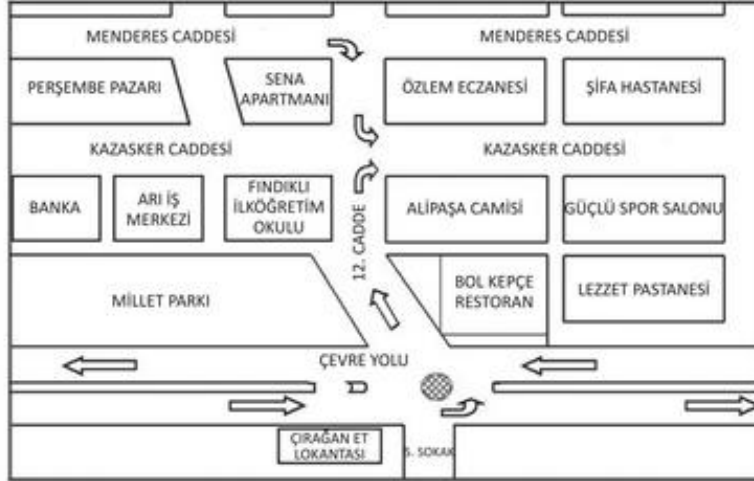 MENDERES CADDESİ
MENDERES CADDESİ
PERŞEMBE PAZARI
SENA
APARTMANI
ÖZLEM ECZANESİ
ŞİFA HASTANESİ
KAZASKER CADDESİ
KAZASKER CADDESİ
BANKA
ARI İŞ
MERKEZİ
FINDIKLI
İLKÖĞRETİM
OKULU
12. CADDE
ALİPAŞA CAMİSİ
GÜÇLÜ SPOR SALONU
MİLLET PARKI
BOL KEPÇE
RESTORAN
LEZZET PASTANESİ
ÇEVRE YOLU
ÇIRAĞAN ET
LOKANTASI
5. SOKAK